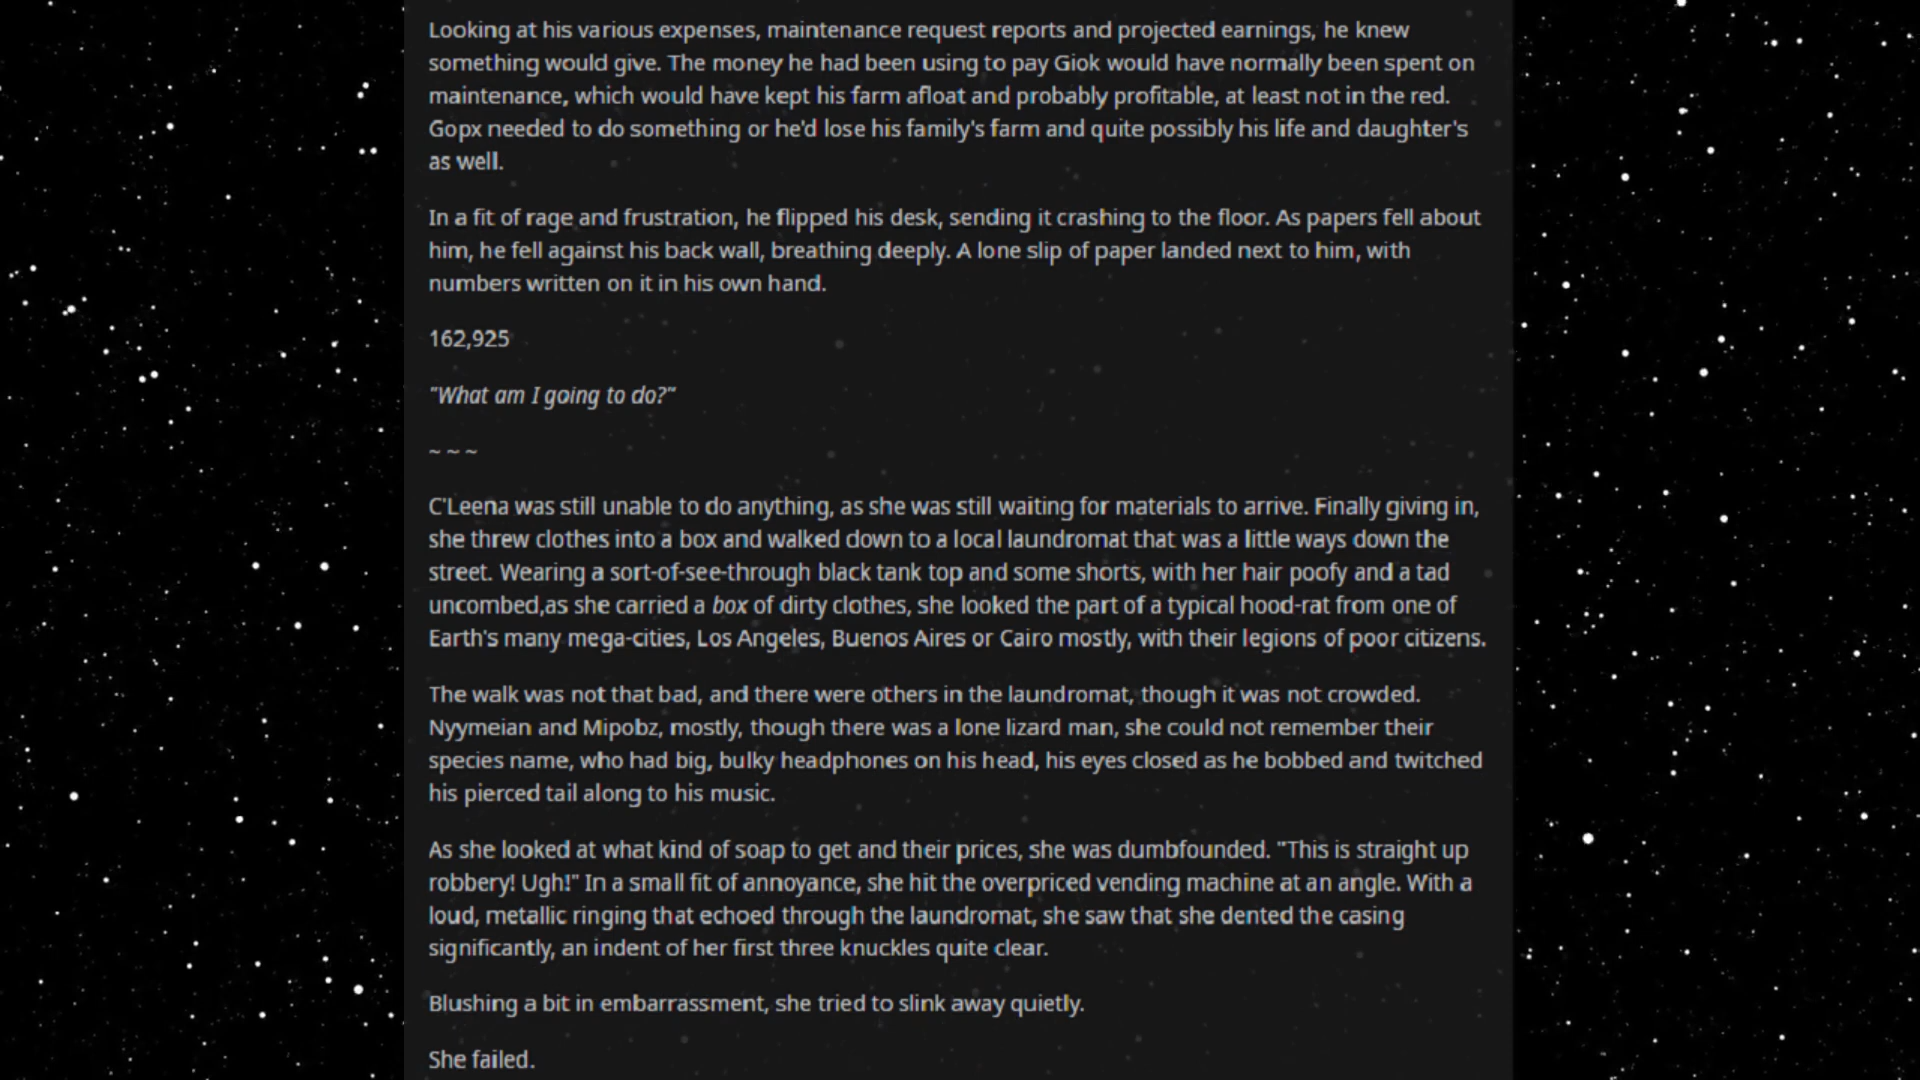 Looking at his various expenses, maintenance request reports and projected earnings, he knew
something would give. The money he had been using to pay Giok would have normally been spent on
maintenance, which would have kept his farm afloat and probably profitable, at least not in the red.
Gopx needed to do something or he'd lose his family's farm and quite possibly his life and daughter's
as well.
In a fit of rage and frustration, he flipped his desk, sending it crashing to the floor. As papers fell about
him, he fell against his back wall, breathing deeply. A lone slip of paper landed next to him, with
numbers written on it in his own hand.
162,925
"What am I going to do?"
~ ~ ~
C'Leena was still unable to do anything, as she was still waiting for materials to arrive. Finally giving in,
she threw clothes into a box and walked down to a local laundromat that was a little ways down the
street. Wearing a sort-of-see-through black tank top and some shorts, with her hair poofy and a tad
uncombed,as she carried a box of dirty clothes, she looked the part of a typical hood-rat from one of
Earth's many mega-cities, Los Angeles, Buenos Aires or Cairo mostly, with their legions of poor citizens.
The walk was not that bad, and there were others in the laundromat, though it was not crowded.
Nyymeian and Mipobz, mostly, though there was a lone lizard man, she could not remember their
species name, who had big, bulky headphones on his head, his eyes closed as he bobbed and twitched
his pierced tail along to his music.
As she looked at what kind of soap to get and their prices, she was dumbfounded. "This is straight up
robbery! Ugh!" In a small fit of annoyance, she hit the overpriced vending machine at an angle. With a
loud, metallic ringing that echoed through the laundromat, she saw that she dented the casing
significantly, an indent of her first three knuckles quite clear.
Blushing a bit in embarrassment, she tried to slink away quietly.
She failed.